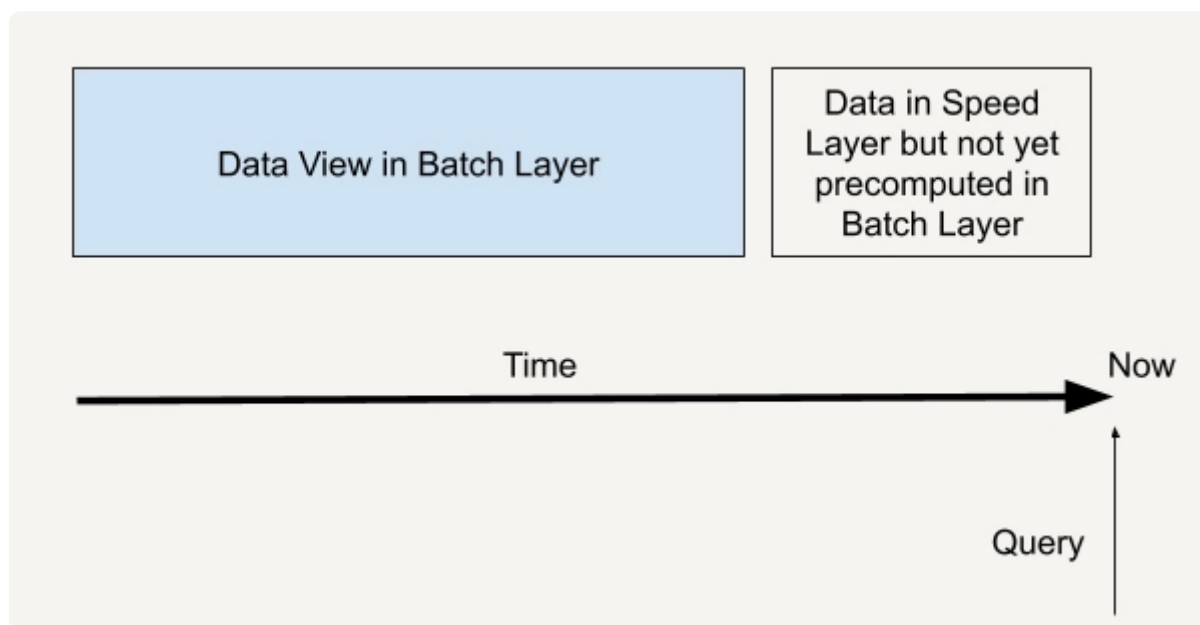 Data View in Batch Layer
Data in Speed
Layer but not yet
precomputed in
Batch Layer
Time
Now
Query